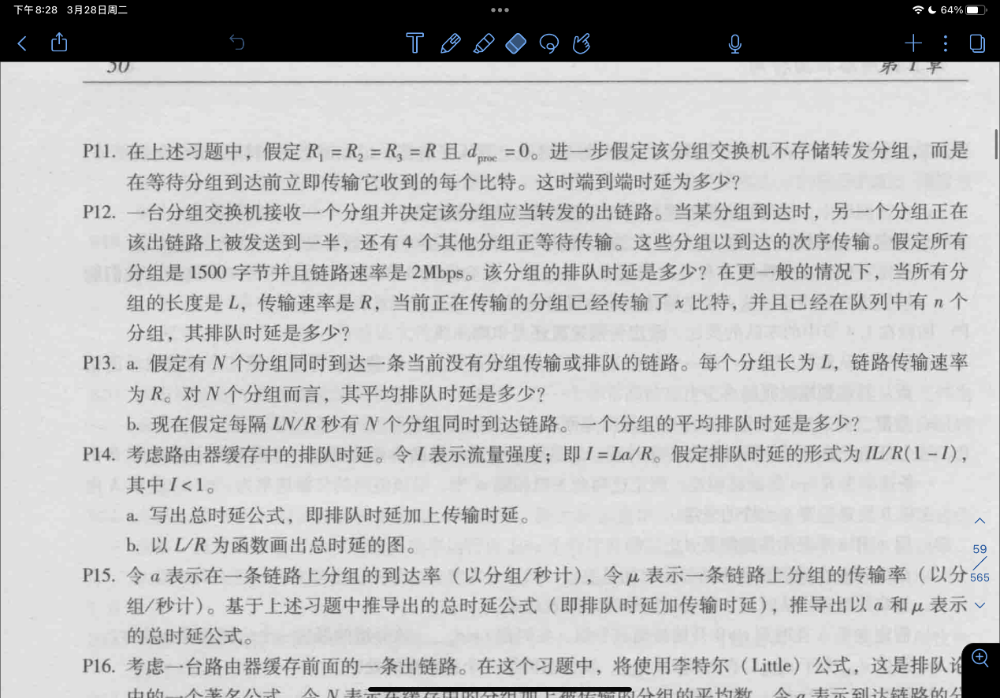 下午8:28 3月28日周二
64%
50
第 1 章
P11. 在上述习题中，假定 R₁=R₂=R₃=R 且 d_proc=0。进一步假定该分组交换机不存储转发分组，而是
在等待分组到达前立即传输它收到的每个比特。这时端到端时延为多少？
P12. 一台分组交换机接收一个分组并决定该分组应当转发的出链路。当某分组到达时，另一个分组正在
该出链路上被发送到一半，还有 4 个其他分组正等待传输。这些分组以到达的次序传输。假定所有
分组是 1500 字节并且链路速率是 2Mbps。该分组的排队时延是多少？在更一般的情况下，当所有分
组的长度是 L，传输速率是 R，当前正在传输的分组已经传输了 x 比特，并且已经在队列中有 n 个
分组，其排队时延是多少？
P13. a. 假定有 N 个分组同时到达一条当前没有分组传输或排队的链路。每个分组长为 L，链路传输速率
为 R。对 N 个分组而言，其平均排队时延是多少？
b. 现在假定每隔 LN/R 秒有 N 个分组同时到达链路。一个分组的平均排队时延是多少？
P14. 考虑路由器缓存中的排队时延。令 I 表示流量强度；即 I=La/R。假定排队时延的形式为 IL/R(1-I)，
其中 I<1。
a. 写出总时延公式，即排队时延加上传输时延。
b. 以 L/R 为函数画出总时延的图。
P15. 令 a 表示在一条链路上分组的到达率（以分组/秒计），令 μ 表示一条链路上分组的传输率（以分
组/秒计）。基于上述习题中推导出的总时延公式（即排队时延加传输时延），推导出以 a 和 μ 表示
的总时延公式。
P16. 考虑一台路由器缓存前面的一条出链路。在这个习题中，将使用李特尔（Little）公式，这是排队论
中的一个著名公式。令 N 表示在缓存中的分组加上被传输的分组的平均数。令 a 表示到达链路的分
59
565